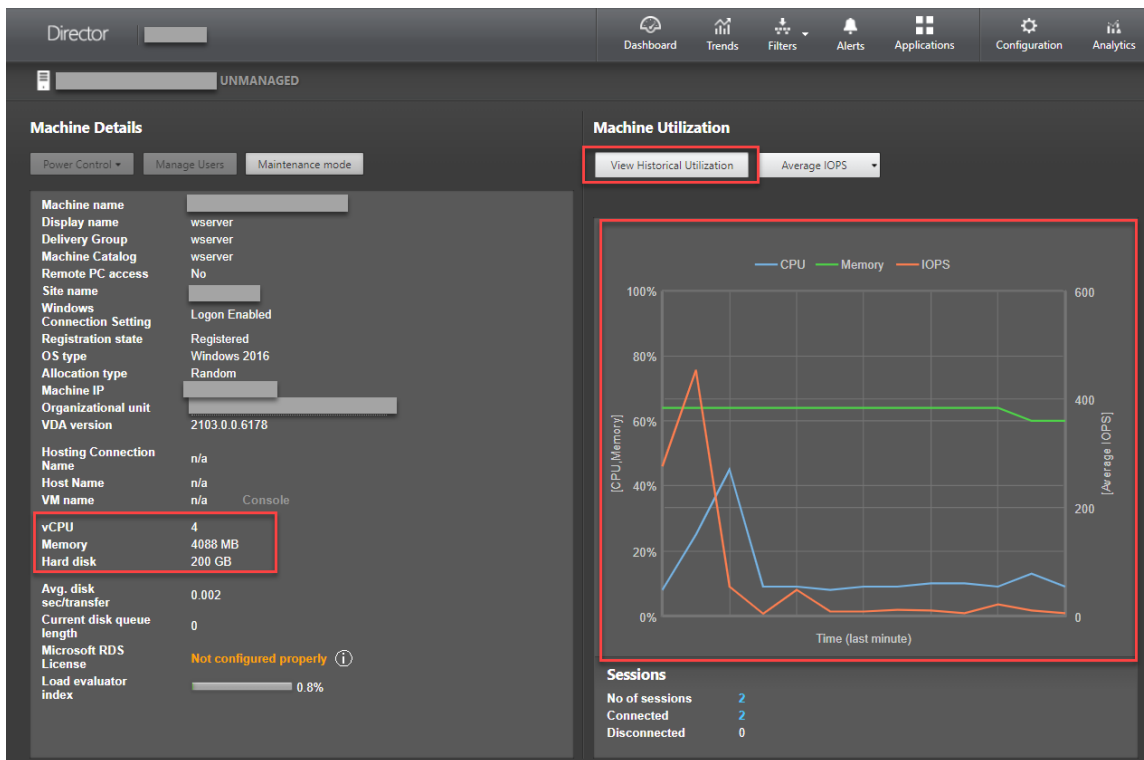 Director
Dashboard Trends Filters Alerts Applications Configuration Analytics
UNMANAGED
Machine Details
Power Control Manage Users Maintenance mode
Machine name
Display name wserver
Delivery Group wserver
Machine Catalog wserver
Remote PC access No
Site name
Windows
Connection Setting Logon Enabled
Registration state Registered
OS type Windows 2016
Allocation type Random
Machine IP
Organizational unit
VDA version 2103.0.0.6178
Hosting Connection
Name n/a
Host Name n/a
VM name n/a Console
vCPU 4
Memory 4088 MB
Hard disk 200 GB
Avg. disk
sec/transfer 0.002
Current disk queue
length 0
Microsoft RDS
License Not configured properly i
Load evaluator
index 0.8%
Machine Utilization
View Historical Utilization Average IOPS
CPU Memory IOPS
100% 600
80%
400
60%
40%
200
20%
0% 0
[CPU,Memory]
[Average IOPS]
Time (last minute)
Sessions
No of sessions 2
Connected 2
Disconnected 0